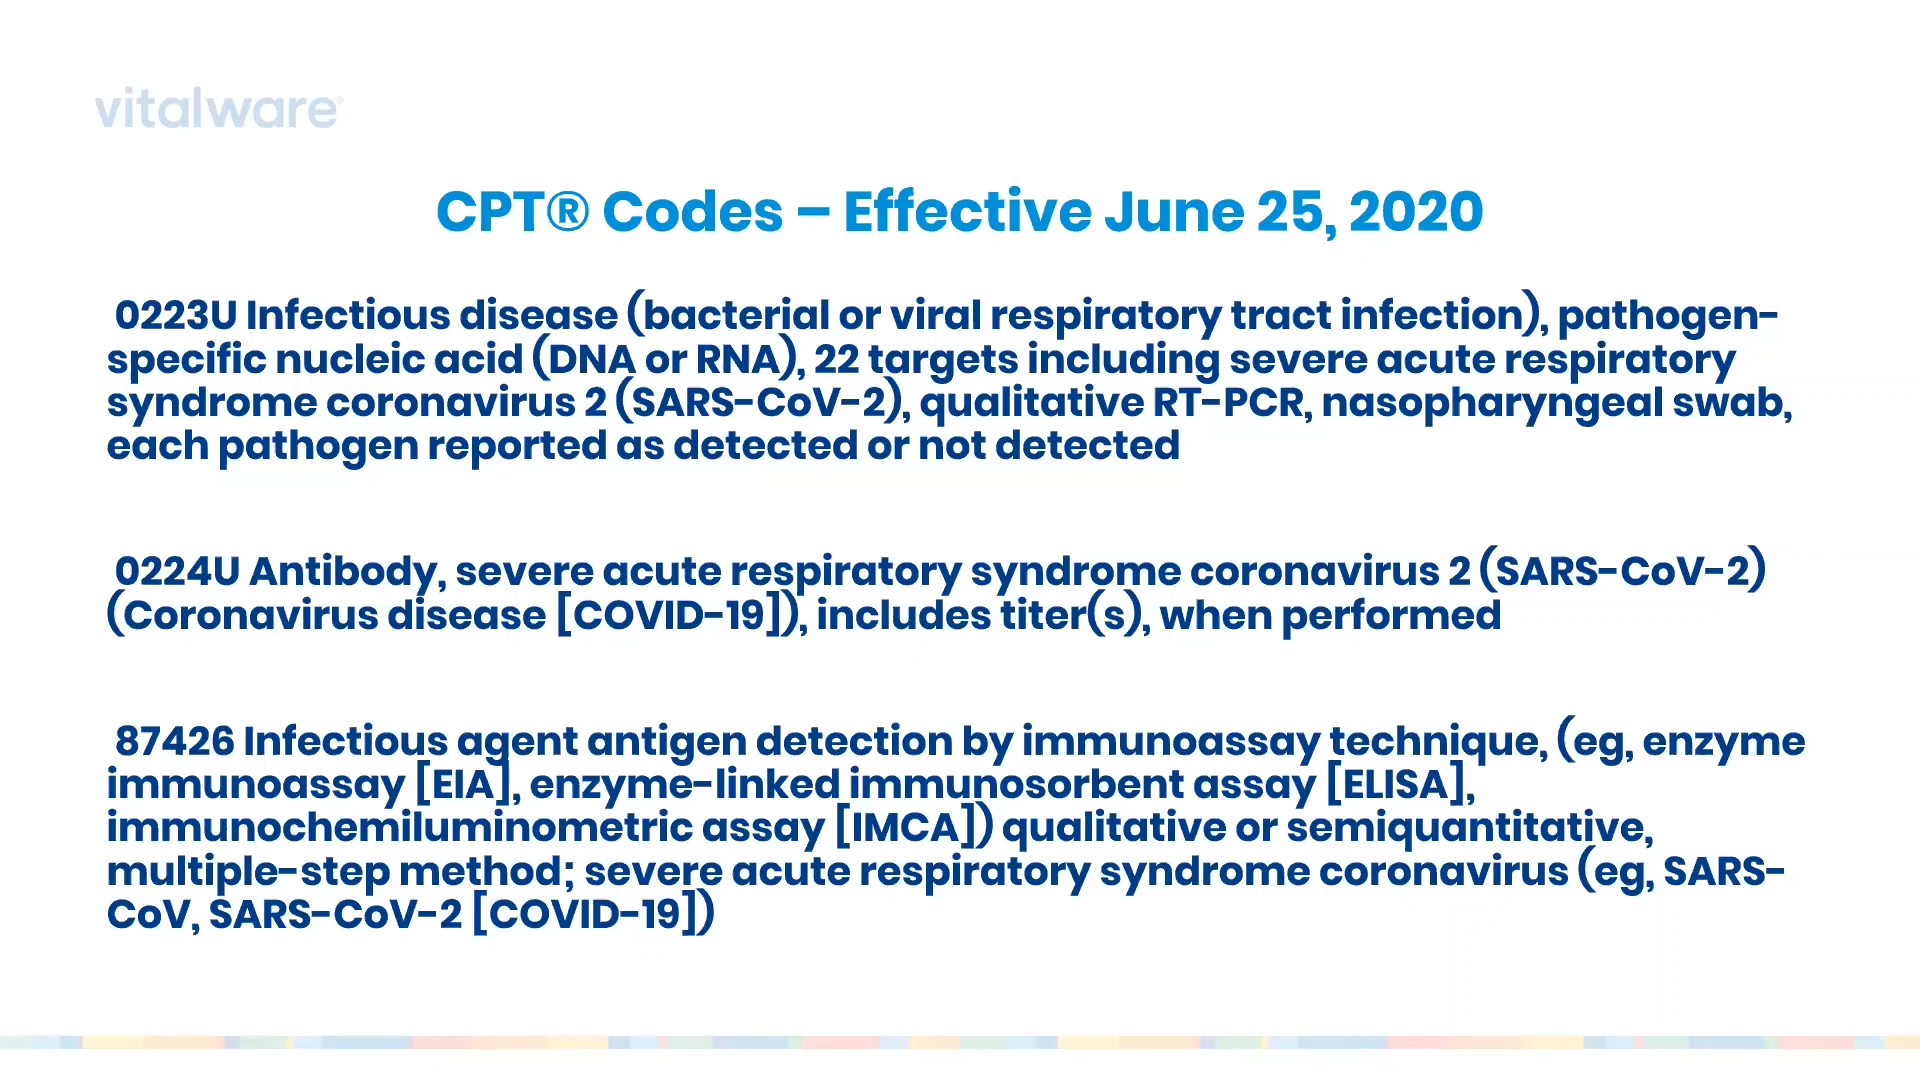 vitalware®
CPT® Codes – Effective June 25, 2020
0223U Infectious disease (bacterial or viral respiratory tract infection), pathogen-
specific nucleic acid (DNA or RNA), 22 targets including severe acute respiratory
syndrome coronavirus 2 (SARS-CoV-2), qualitative RT-PCR, nasopharyngeal swab,
each pathogen reported as detected or not detected
0224U Antibody, severe acute respiratory syndrome coronavirus 2 (SARS-CoV-2)
(Coronavirus disease [COVID-19]), includes titer(s), when performed
87426 Infectious agent antigen detection by immunoassay technique, (eg, enzyme
immunoassay [EIA], enzyme-linked immunosorbent assay [ELISA],
immunochemiluminometric assay [IMCA]) qualitative or semiquantitative,
multiple-step method; severe acute respiratory syndrome coronavirus (eg, SARS-
CoV, SARS-CoV-2 [COVID-19])